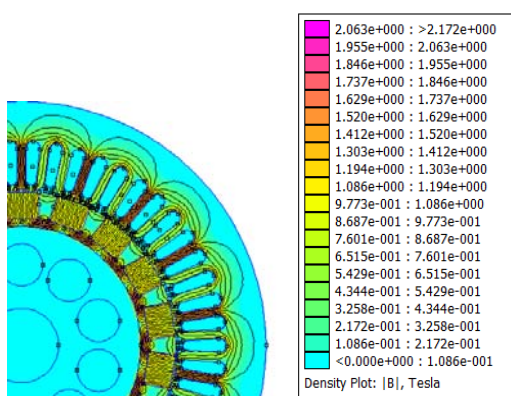 2.063e+000 : >2.172e+000
1.955e+000 : 2.063e+000
1.846e+000 : 1.955e+000
1.737e+000 : 1.846e+000
1.629e+000 : 1.737e+000
1.520e+000 : 1.629e+000
1.412e+000 : 1.520e+000
1.303e+000 : 1.412e+000
1.194e+000 : 1.303e+000
1.086e+000 : 1.194e+000
9.773e-001 : 1.086e+000
8.687e-001 : 9.773e-001
7.601e-001 : 8.687e-001
6.515e-001 : 7.601e-001
5.429e-001 : 6.515e-001
4.344e-001 : 5.429e-001
3.258e-001 : 4.344e-001
2.172e-001 : 3.258e-001
1.086e-001 : 2.172e-001
<0.000e+000 : 1.086e-001
Density Plot: |B|, Tesla